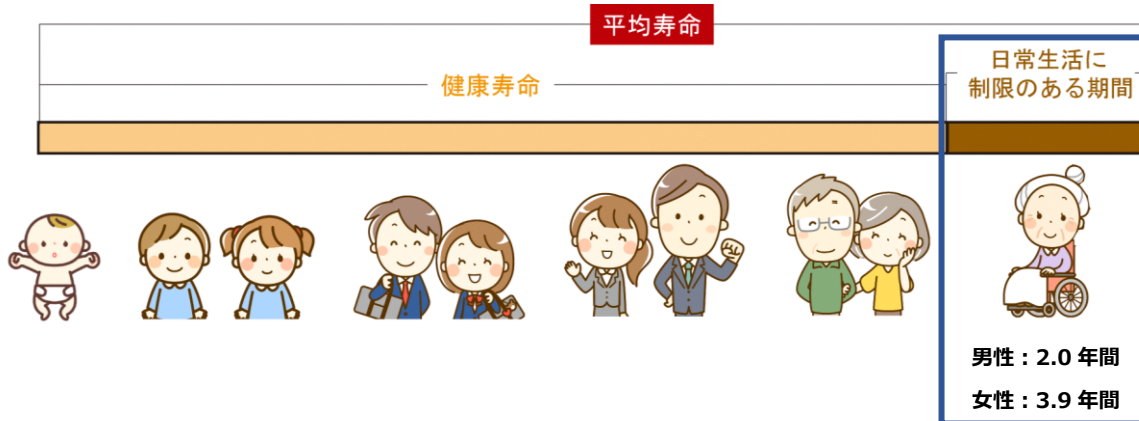 平均寿命
健康寿命
日常生活に
制限のある期間
男性：2.0 年間
女性：3.9 年間